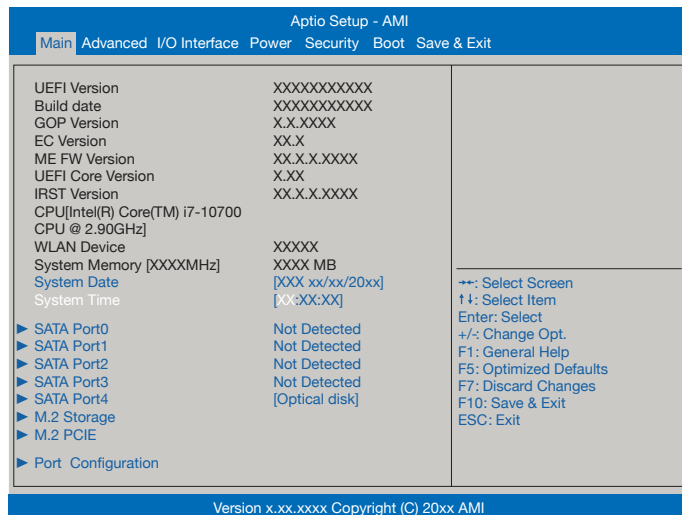 Aptio Setup - AMI
Main Advanced I/O Interface Power Security Boot Save & Exit
UEFI Version XXXXXXXXXXX
Build date XXXXXXXXXXX
GOP Version X.X.XXXX
EC Version XX.X
ME FW Version XX.X.X.XXXX
UEFI Core Version X.XX
IRST Version XX.X.X.XXXX
CPU[Intel(R) Core(TM) i7-10700
CPU @ 2.90GHz]
WLAN Device XXXXX
System Memory [XXXXMHz] XXXX MB
System Date [XXX xx/xx/20xx]
System Time [XX:XX:XX]
▶ SATA Port0 Not Detected
▶ SATA Port1 Not Detected
▶ SATA Port2 Not Detected
▶ SATA Port3 Not Detected
▶ SATA Port4 [Optical disk]
▶ M.2 Storage
▶ M.2 PCIE
▶ Port Configuration
→←: Select Screen
↑↓: Select Item
Enter: Select
+/-: Change Opt.
F1: General Help
F5: Optimized Defaults
F7: Discard Changes
F10: Save & Exit
ESC: Exit
Version x.xx.xxxx Copyright (C) 20xx AMI